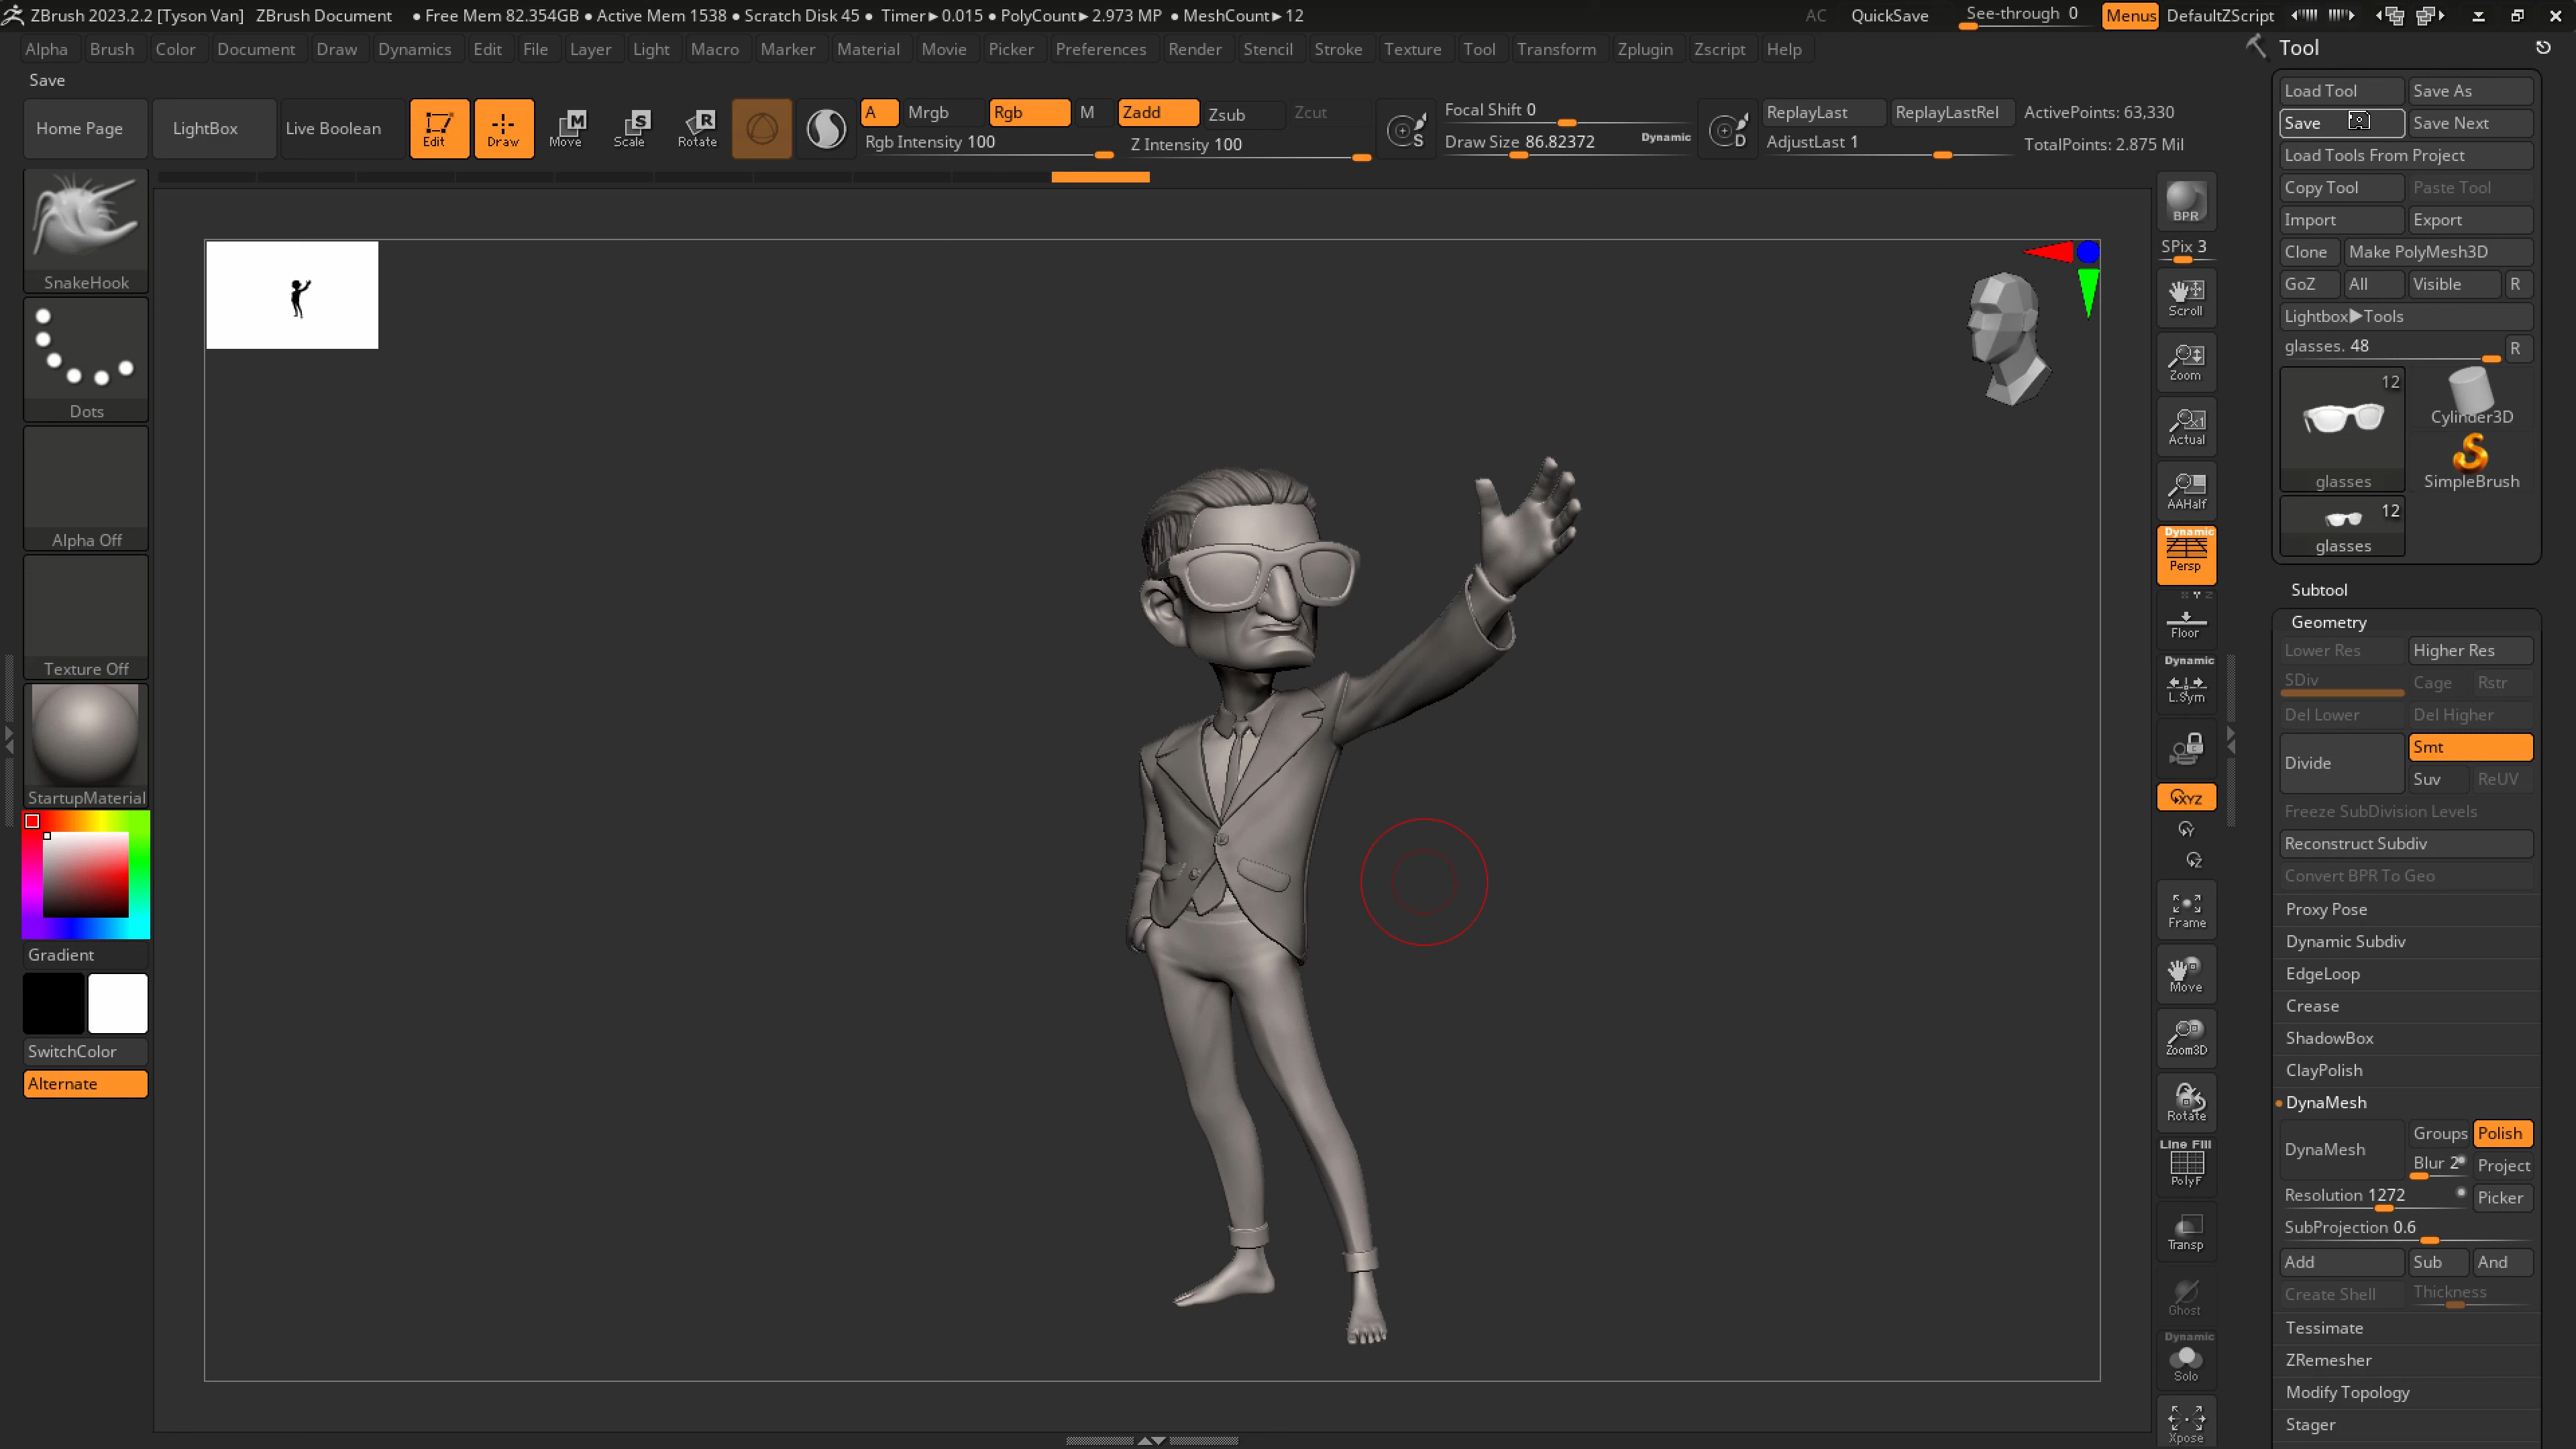 ZBrush 2023.2.2 [Tyson Van] ZBrush Document ● Free Mem 82.354GB ● Active Mem 1538 ● Scratch Disk 45 ● Timer►0.015 ● PolyCount►2.973 MP ● MeshCount►12 AC QuickSave See-through 0 Menus DefaultZScript
Alpha Brush Color Document Draw Dynamics Edit File Layer Light Macro Marker Material Movie Picker Preferences Render Stencil Stroke Texture Tool Transform Zplugin Zscript Help
Save
Home Page LightBox Live Boolean Edit Draw Move Scale Rotate
A Mrgb Rgb M Zadd Zsub Zcut
Rgb Intensity 100 Z Intensity 100
Focal Shift 0
Draw Size 86.82372 Dynamic
ReplayLast ReplayLastRel ActivePoints: 63,330
AdjustLast 1 TotalPoints: 2.875 Mil
M
S
R
S
D
SnakeHook
Dots
Alpha Off
Texture Off
StartupMaterial
Gradient
SwitchColor
Alternate
BPR
SPix 3
Scroll
Zoom
Actual
AAHalf
Dynamic
Persp
Floor
Dynamic
L.Sym
XYZ
Y
Z
Frame
Move
Zoom3D
Rotate
Line Fill
PolyF
Transp
Ghost
Dynamic
Solo
Xpose
Tool
Load Tool Save As
Save Save Next
Load Tools From Project
Copy Tool Paste Tool
Import Export
Clone Make PolyMesh3D
GoZ All Visible R
Lightbox►Tools
glasses. 48 R
12
Cylinder3D
glasses SimpleBrush
12
glasses
Subtool
Geometry
Lower Res Higher Res
SDiv Cage Rstr
Del Lower Del Higher
Divide Smt
Suv ReUV
Freeze SubDivision Levels
Reconstruct Subdiv
Convert BPR To Geo
Proxy Pose
Dynamic Subdiv
EdgeLoop
Crease
ShadowBox
ClayPolish
DynaMesh
DynaMesh Groups Polish
Blur 2 Project
Resolution 1272 Picker
SubProjection 0.6
Add Sub And
Create Shell Thickness
Tessimate
ZRemesher
Modify Topology
Stager